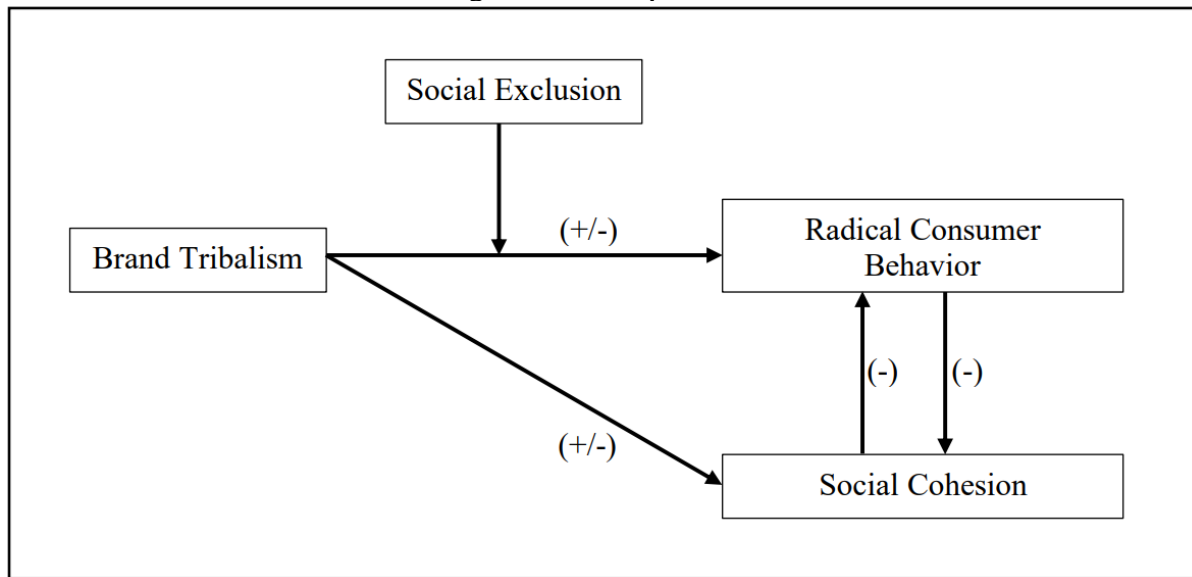 Social Exclusion
(+/-)
Radical Consumer
Behavior
Brand Tribalism
(-)
(-)
(+/-)
Social Cohesion